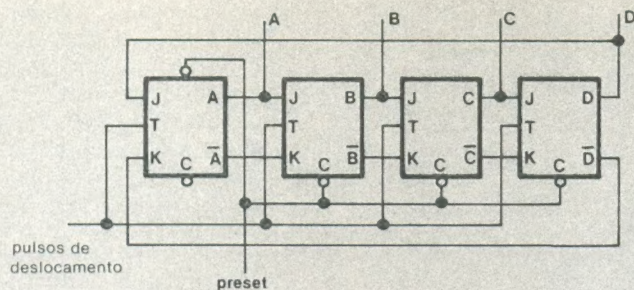 A B C D
J A J B J C J D
T T T T
K C A̅ K C B̅ K C C̅ K C D̅
pulsos de
deslocamento
preset